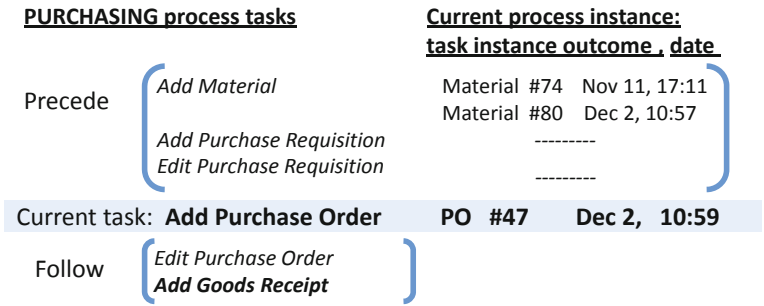 PURCHASING process tasks Current process instance:
task instance outcome , date
Precede
Add Material Material #74 Nov 11, 17:11
Material #80 Dec 2, 10:57
Add Purchase Requisition ---------
Edit Purchase Requisition ---------
Current task: Add Purchase Order PO #47 Dec 2, 10:59
Follow
Edit Purchase Order
Add Goods Receipt